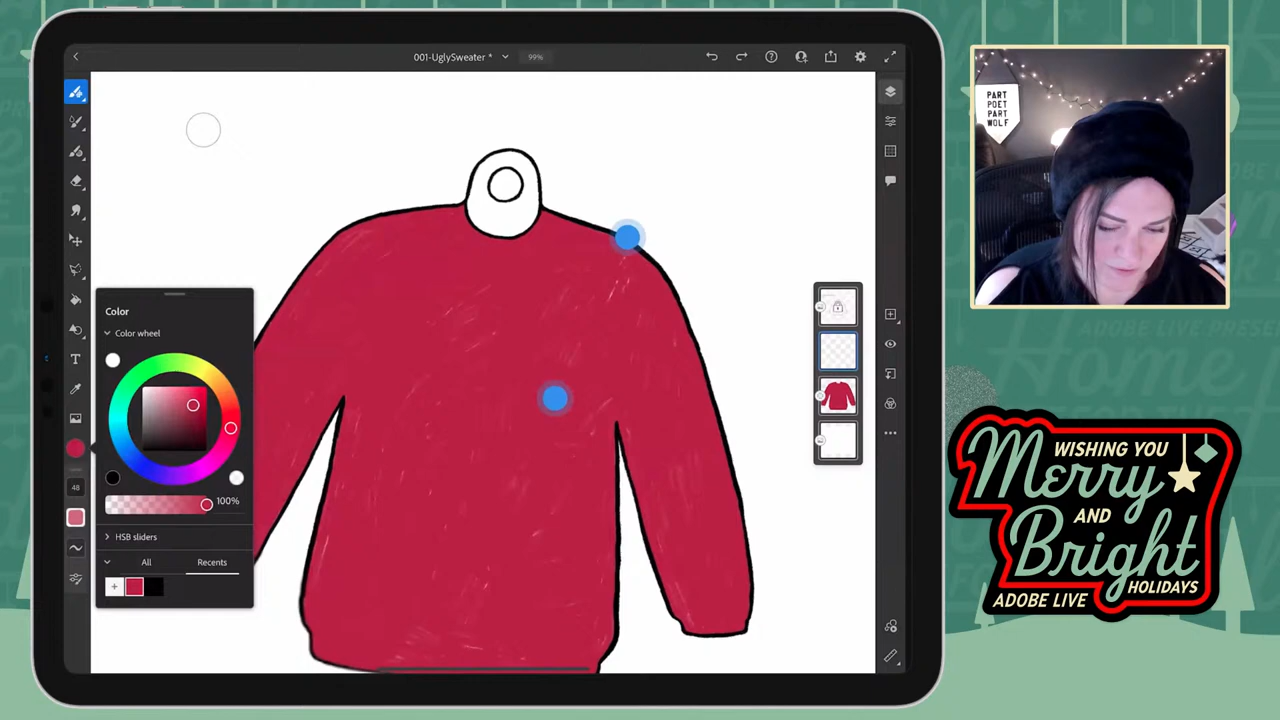 001-UglySweater *
99%
PART
POET
PART
WOLF
Color
Color wheel
T
48
100%
HSB sliders
All
Recents
WISHING YOU
Merry
AND
Bright
HOLIDAYS
ADOBE LIVE
Home